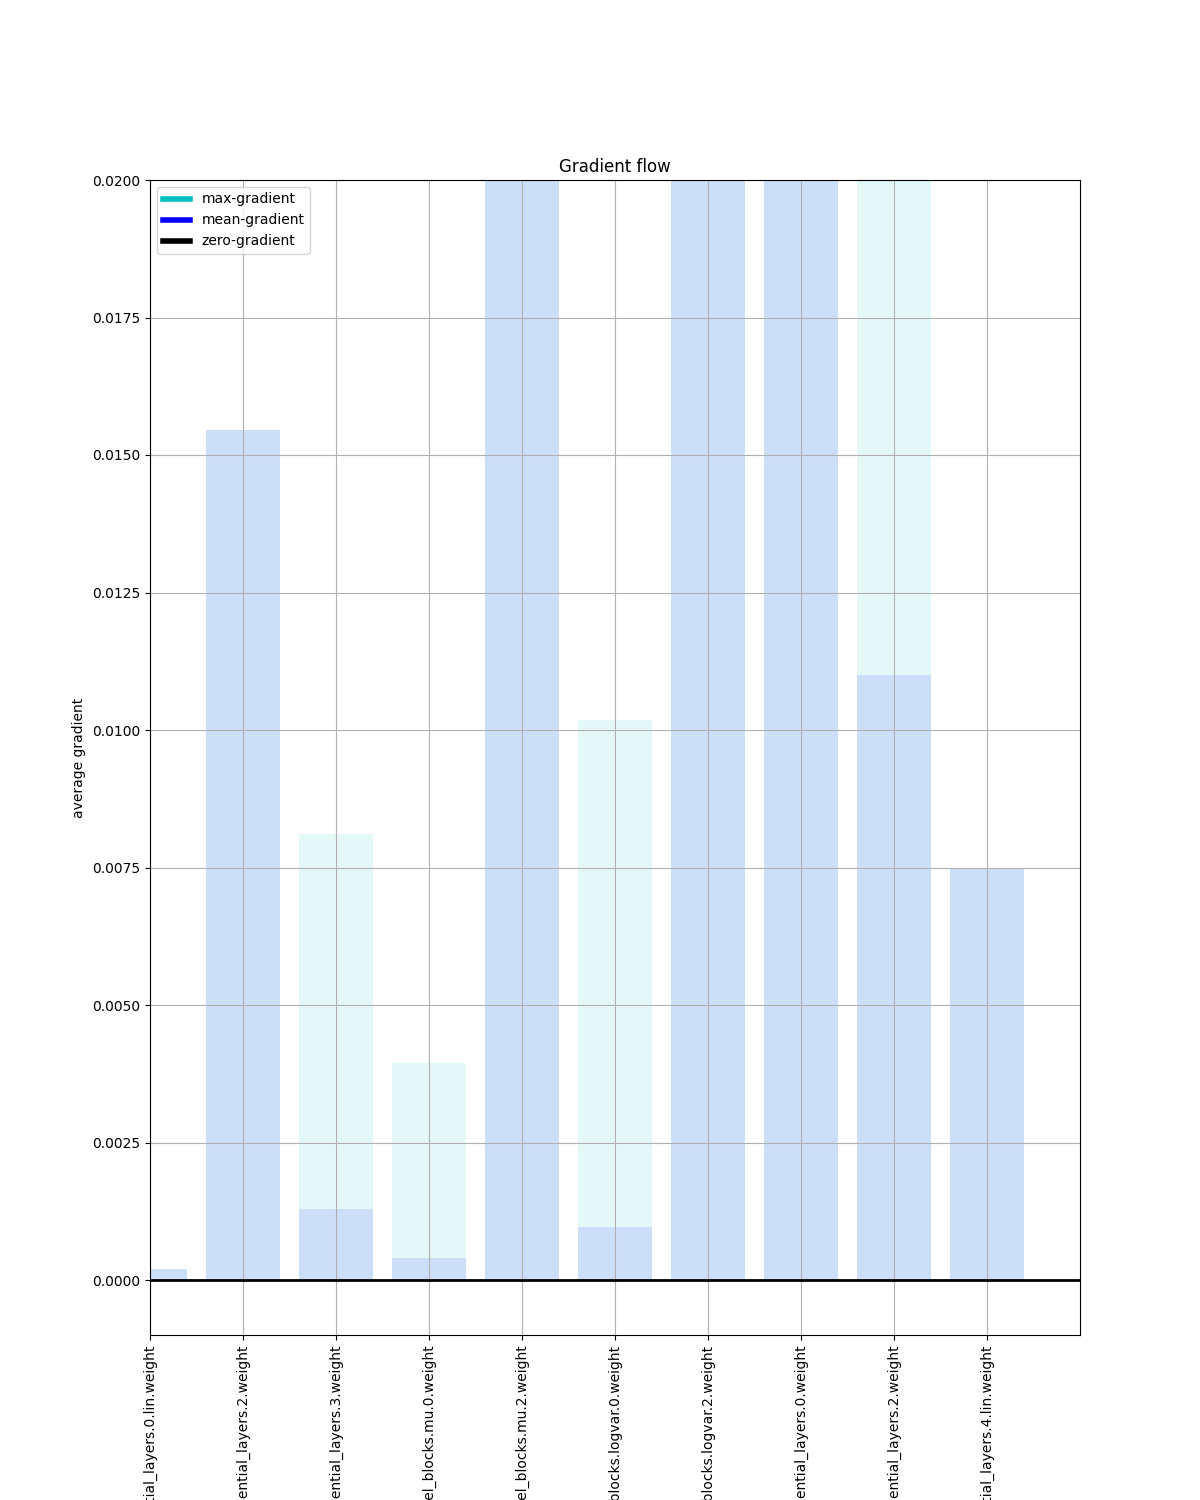 Gradient flow
max-gradient
mean-gradient
zero-gradient
0.0200
0.0175
0.0150
0.0125
0.0100
0.0075
0.0050
0.0025
0.0000
average gradient
tial_layers.0.lin.weight
ential_layers.2.weight
ential_layers.3.weight
el_blocks.mu.0.weight
el_blocks.mu.2.weight
blocks.logvar.0.weight
blocks.logvar.2.weight
ential_layers.0.weight
ential_layers.2.weight
tial_layers.4.lin.weight